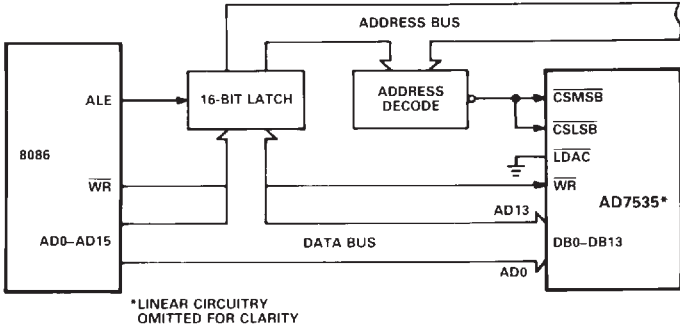 ADDRESS BUS
ALE
16-BIT LATCH
ADDRESS
DECODE
CSMSB
CSLSB
8086
LDAC
WR
WR
AD7535*
AD13
AD0–AD15
DATA BUS
DB0–DB13
AD0
*LINEAR CIRCUITRY
OMITTED FOR CLARITY